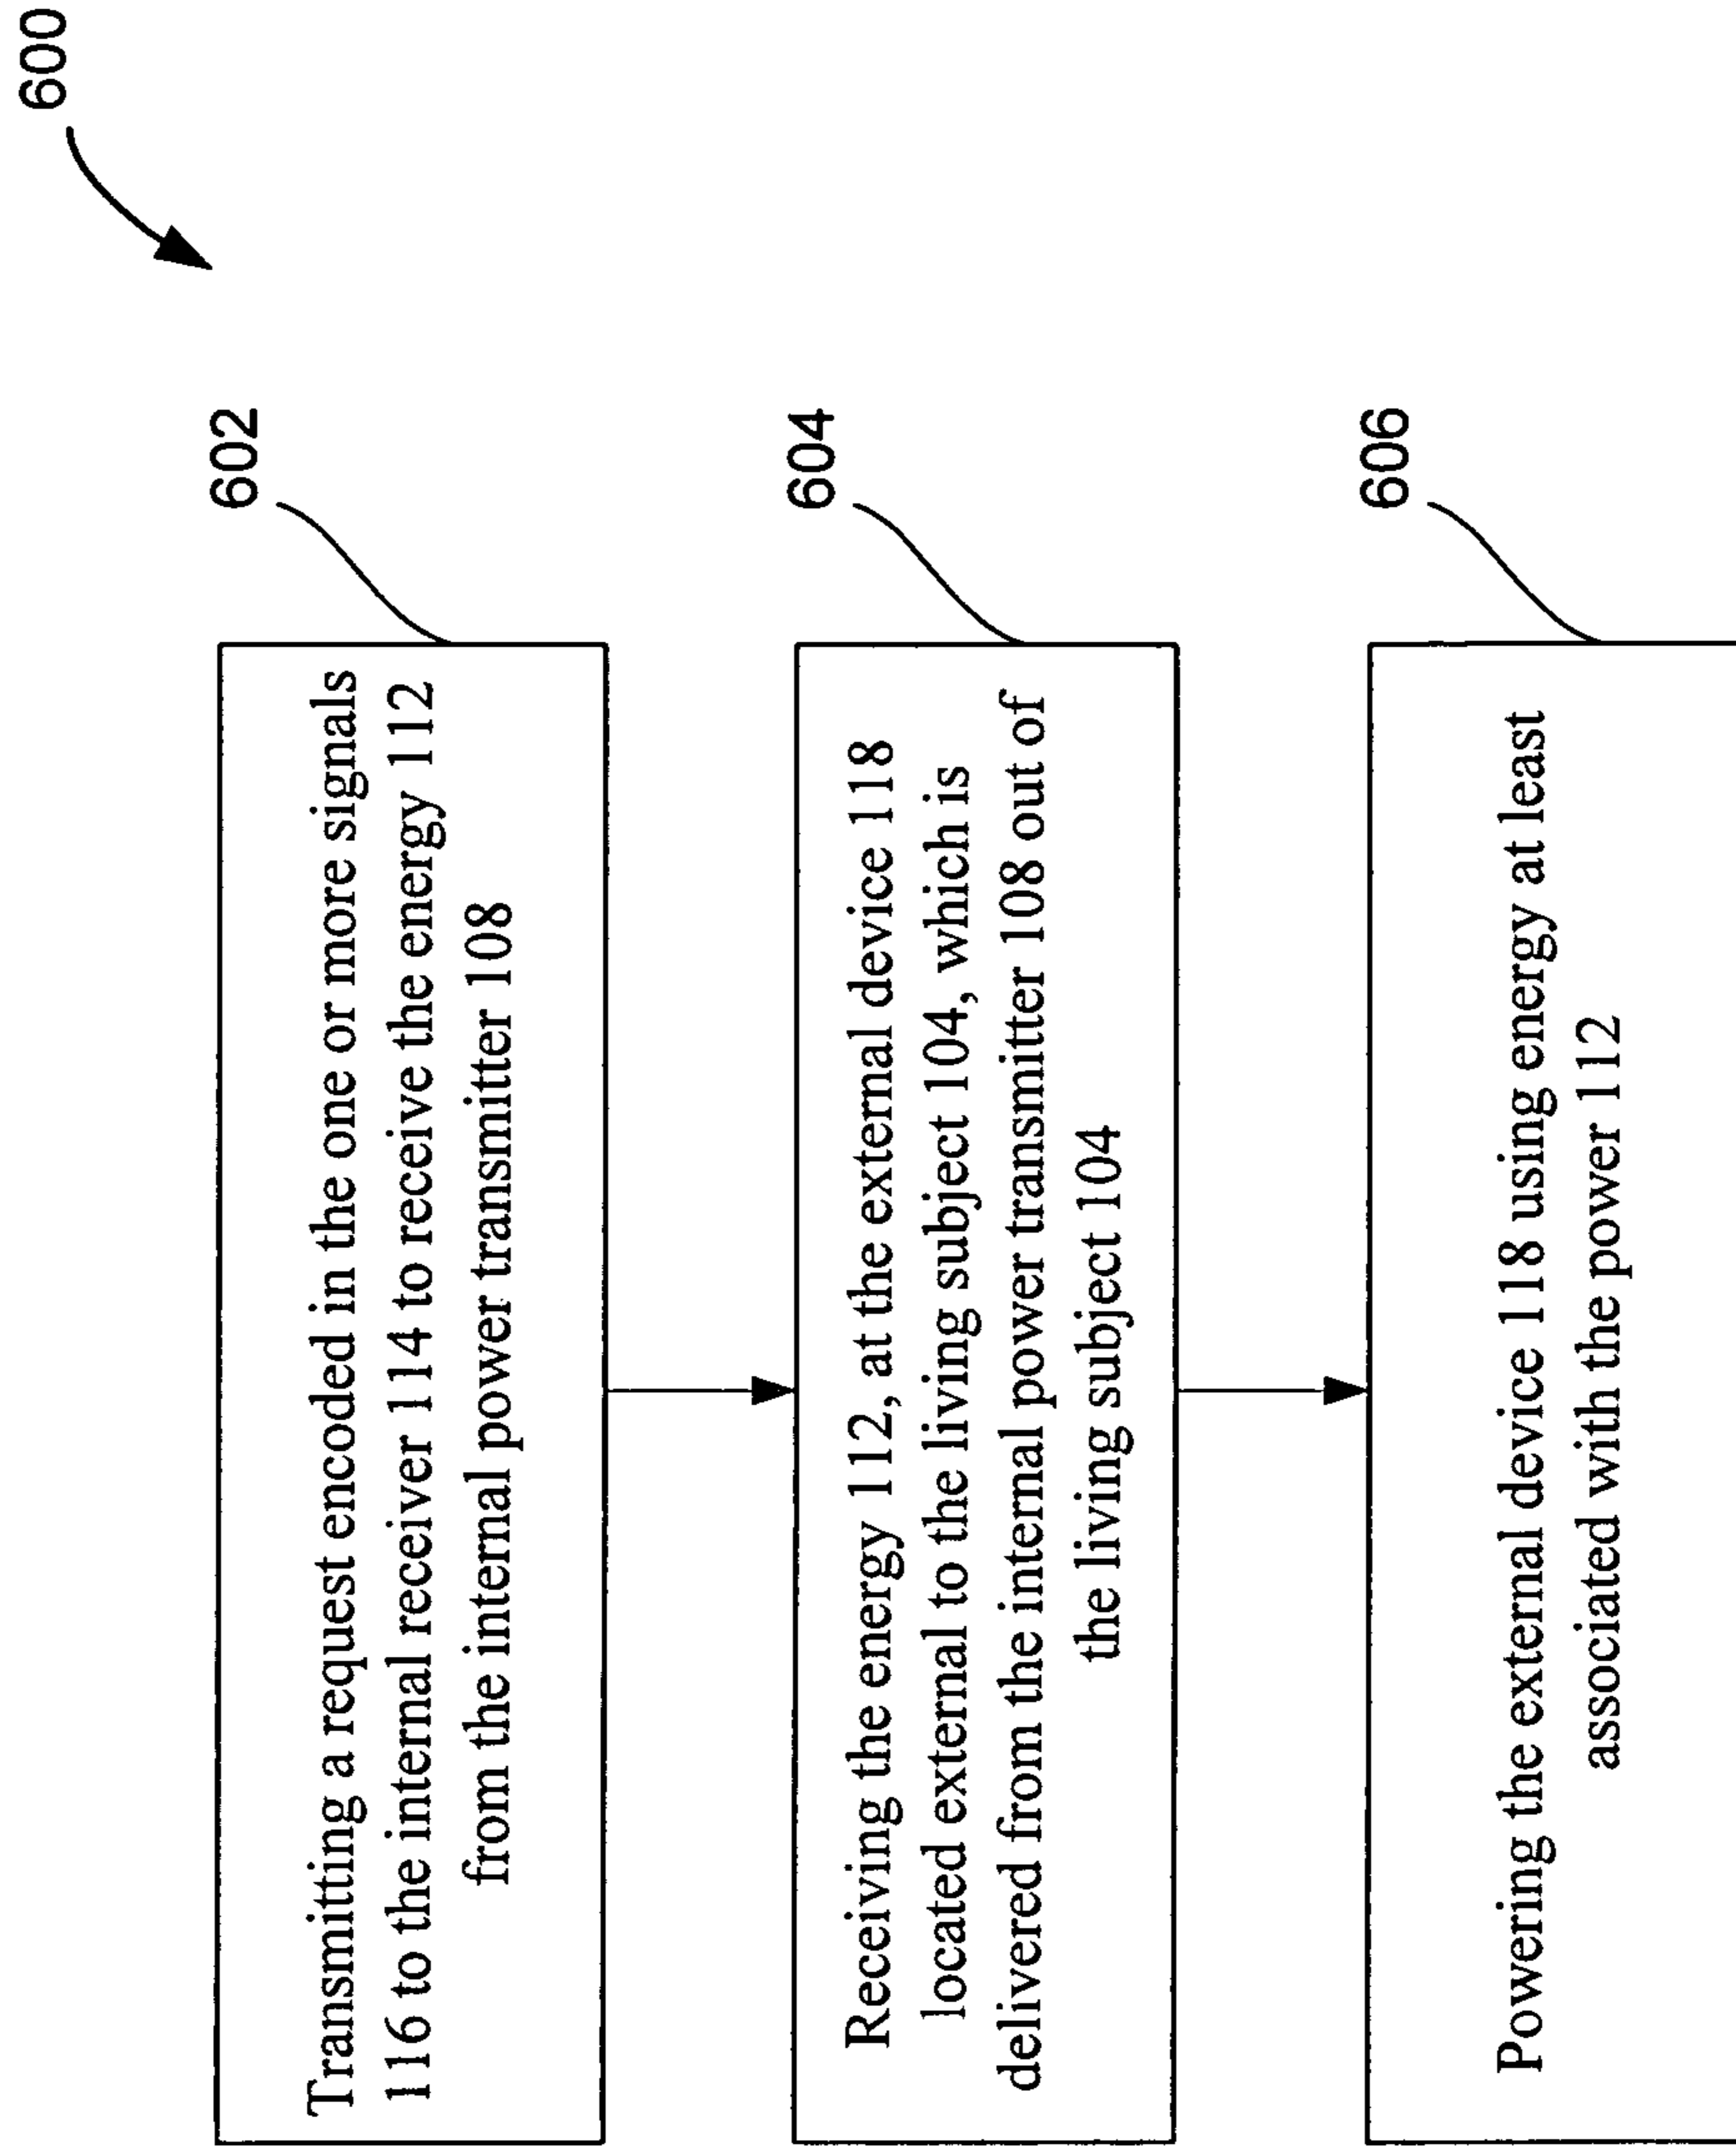 600
602
Transmitting a request encoded in the one or more signals
116 to the internal receiver 114 to receive the energy 112
from the internal power transmitter 108
604
Receiving the energy 112, at the external device 118
located external to the living subject 104, which is
delivered from the internal power transmitter 108 out of
the living subject 104
606
Powering the external device 118 using energy at least
associated with the power 112